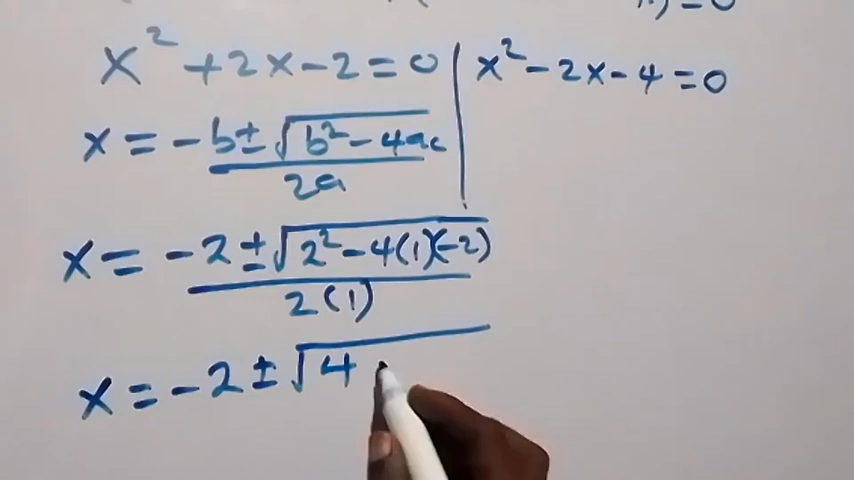 ) = 0
x² + 2x - 2 = 0
x = -b ± √b² - 4ac / 2a
x = -2 ± √2² - 4(1)(-2) / 2(1)
x = -2 ± √4
x² - 2x - 4 = 0